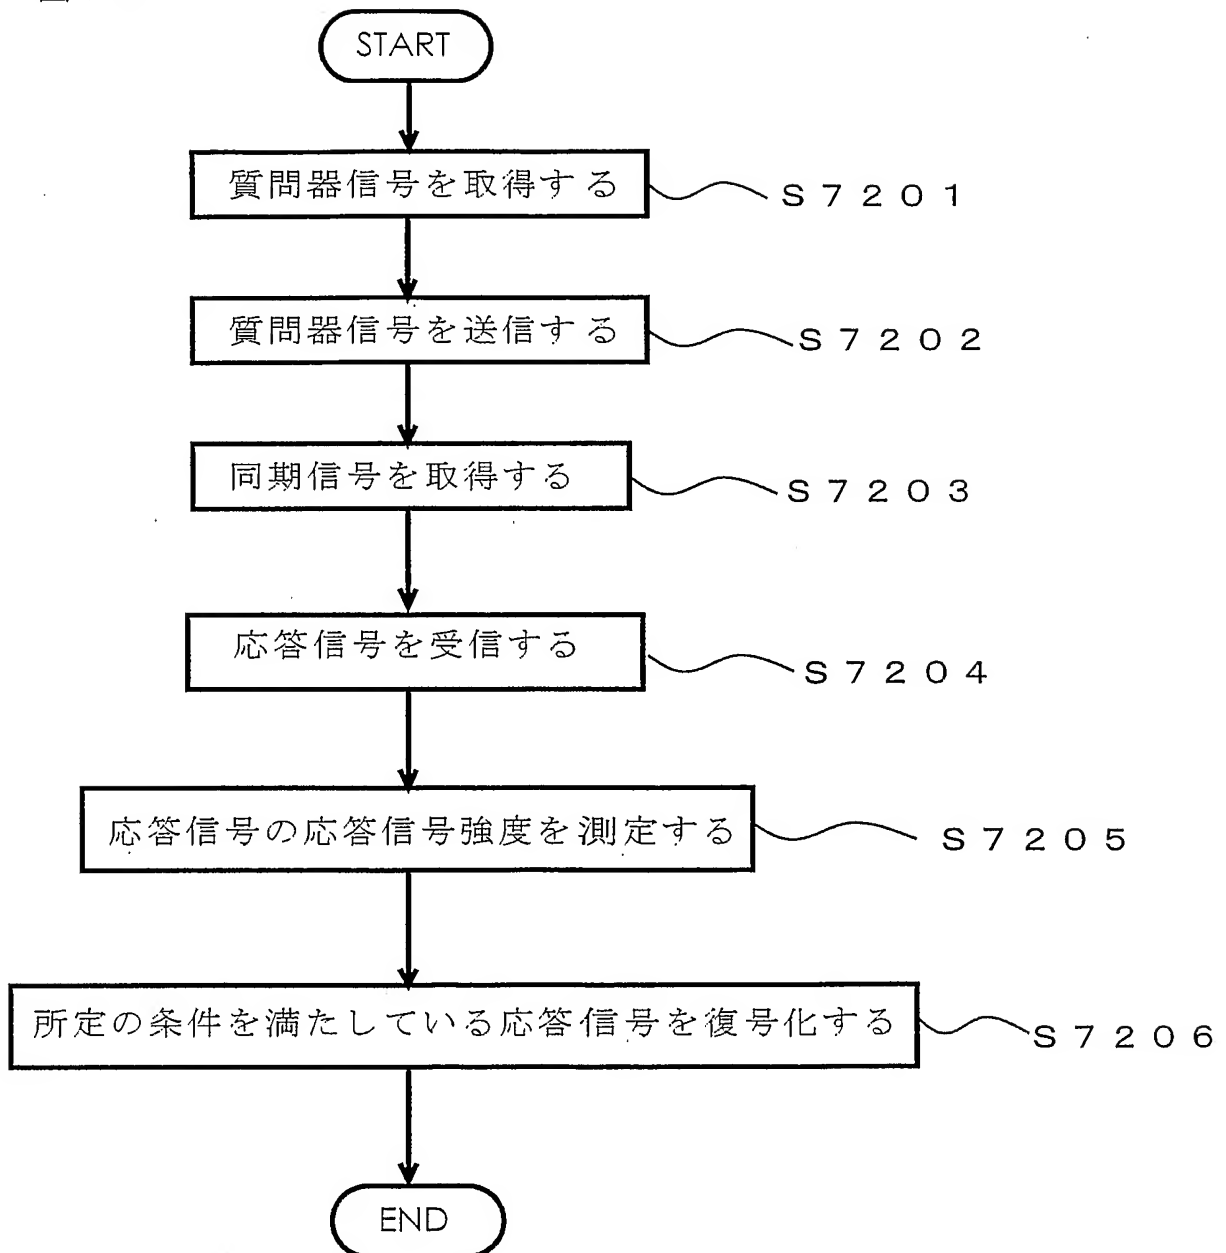 START
質問器信号を取得する
S7201
質問器信号を送信する
S7202
同期信号を取得する
S7203
応答信号を受信する
S7204
応答信号の応答信号強度を測定する
S7205
所定の条件を満たしている応答信号を復号化する
S7206
END